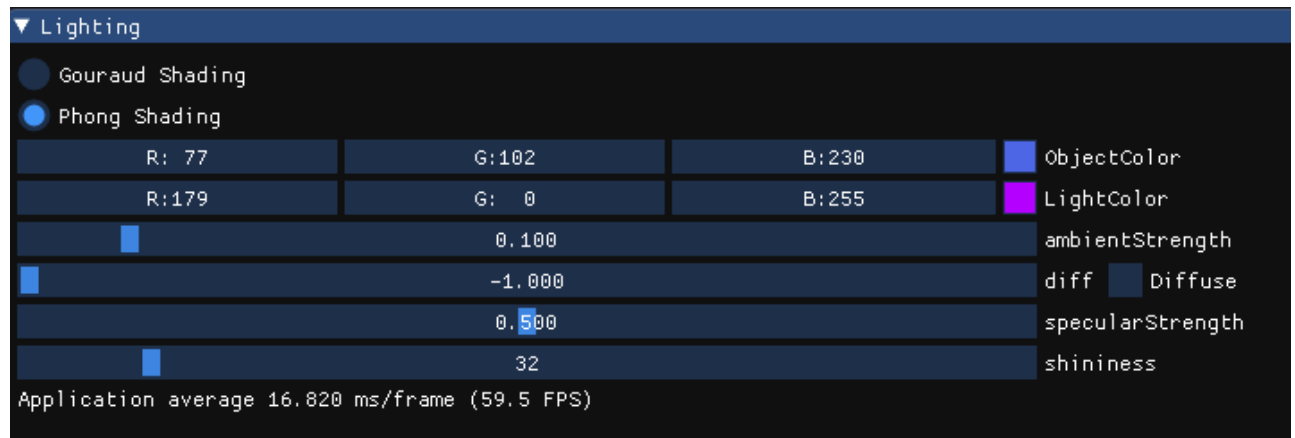 Lighting
Gouraud Shading
Phong Shading
R: 77 G:102 B:230 ObjectColor
R:179 G: 0 B:255 LightColor
0.100 ambientStrength
-1.000 diff Diffuse
0.500 specularStrength
32 shininess
Application average 16.820 ms/frame (59.5 FPS)